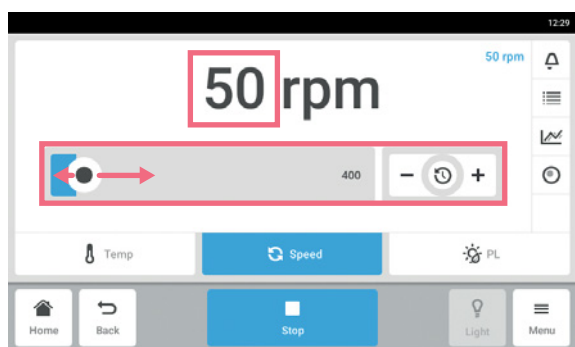 12:29
50 rpm
50 rpm
400
Temp
Speed
PL
Home
Back
Stop
Light
Menu